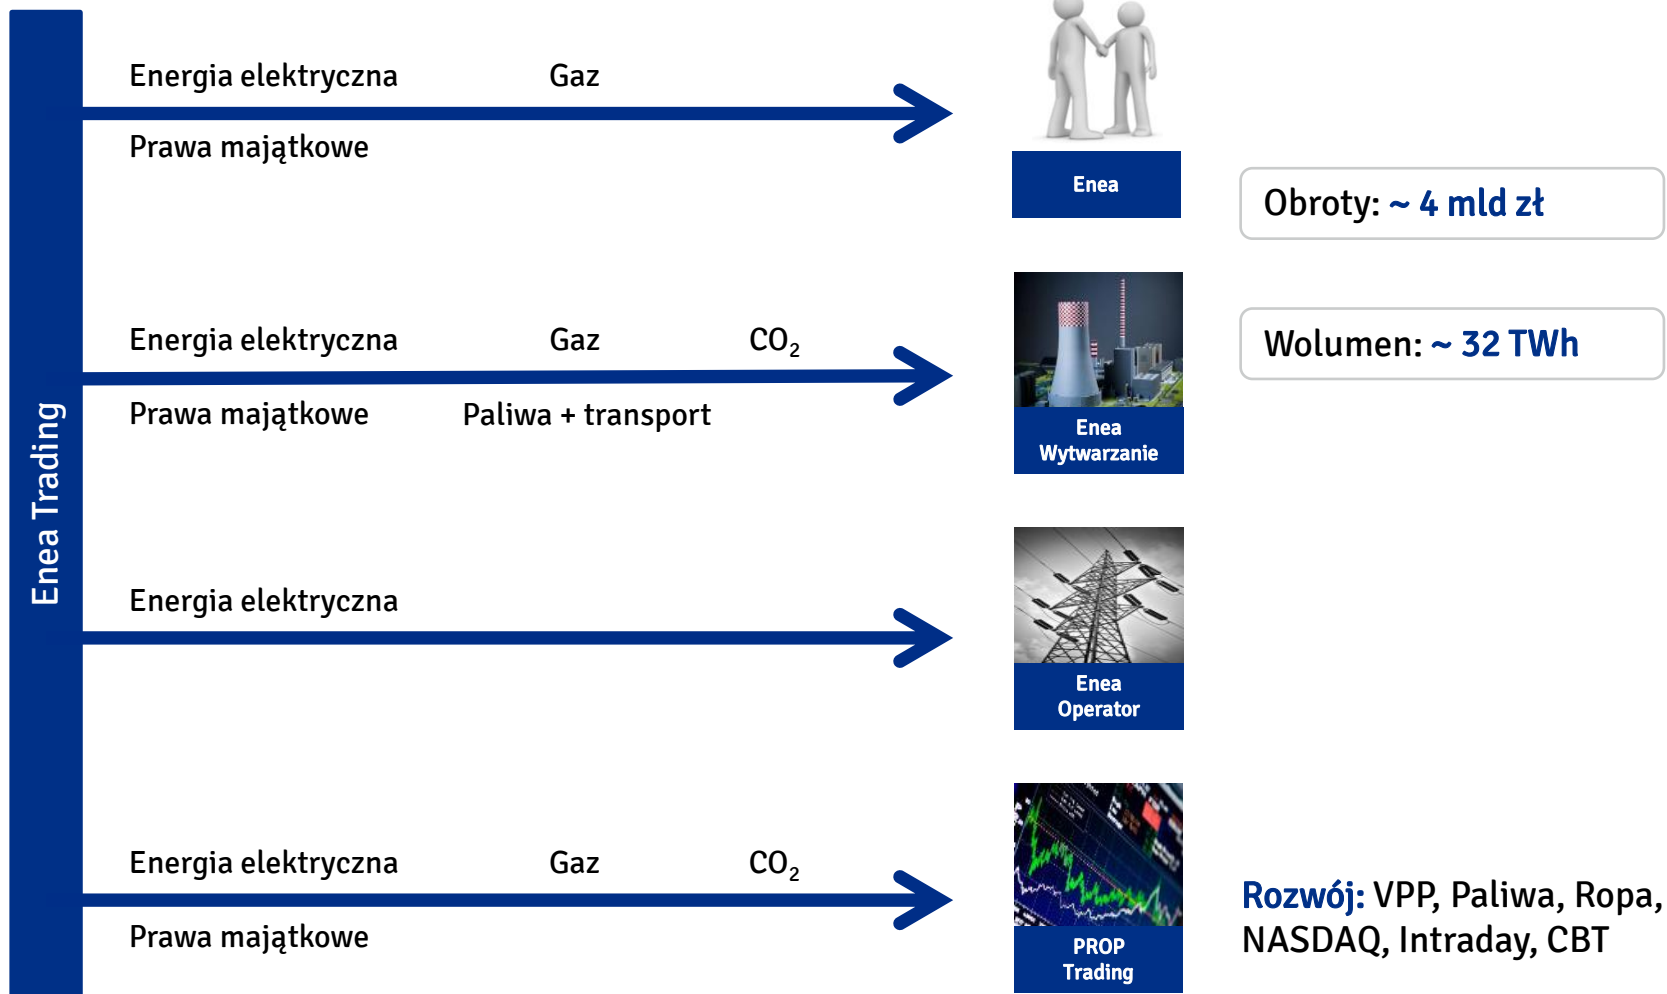 Enea Trading
Energia elektryczna Gaz
Prawa majątkowe
Enea
Obroty: ~ 4 mld zł
Energia elektryczna Gaz CO₂
Prawa majątkowe Paliwa + transport
Enea
Wytwarzanie
Wolumen: ~ 32 TWh
Energia elektryczna
Enea
Operator
Energia elektryczna Gaz CO₂
Prawa majątkowe
PROP
Trading
Rozwój: VPP, Paliwa, Ropa,
NASDAQ, Intraday, CBT